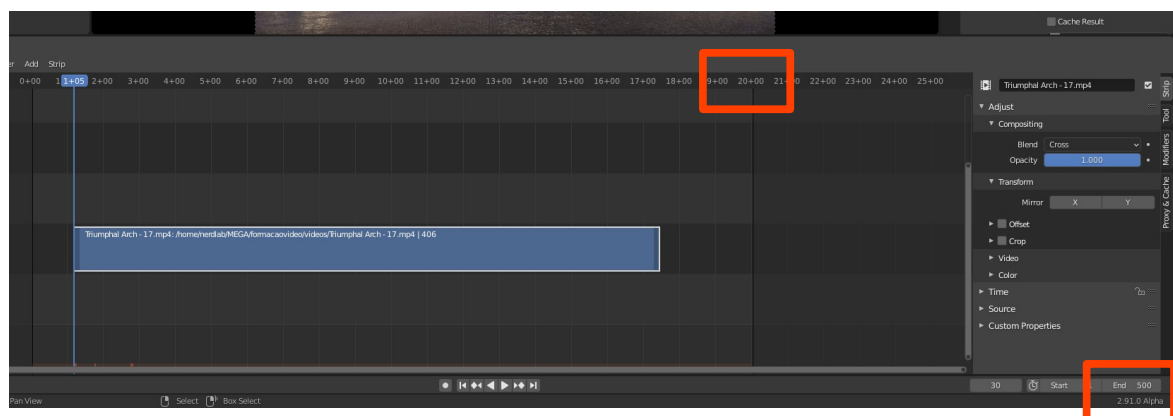 Cache Result
Add Strip
0+00 1+05 2+00 3+00 4+00 5+00 6+00 7+00 8+00 9+00 10+00 11+00 12+00 13+00 14+00 15+00 16+00 17+00 18+00 19+00 20+00 21+00 22+00 23+00 24+00 25+00
Triumphal Arch - 17.mp4
Strip
Tool
Modifiers
Proxy & Cache
Adjust
Compositing
Blend Cross
Opacity 1.000
Transform
Mirror X Y
Triumphal Arch - 17.mp4: /home/nerdlab/MEGA/formacaovideo/videos/Triumphal Arch - 17.mp4 | 406
Offset
Crop
Video
Color
Time
Source
Custom Properties
30 Start End 500
Pan View Select Box Select 2.91.0 Alpha